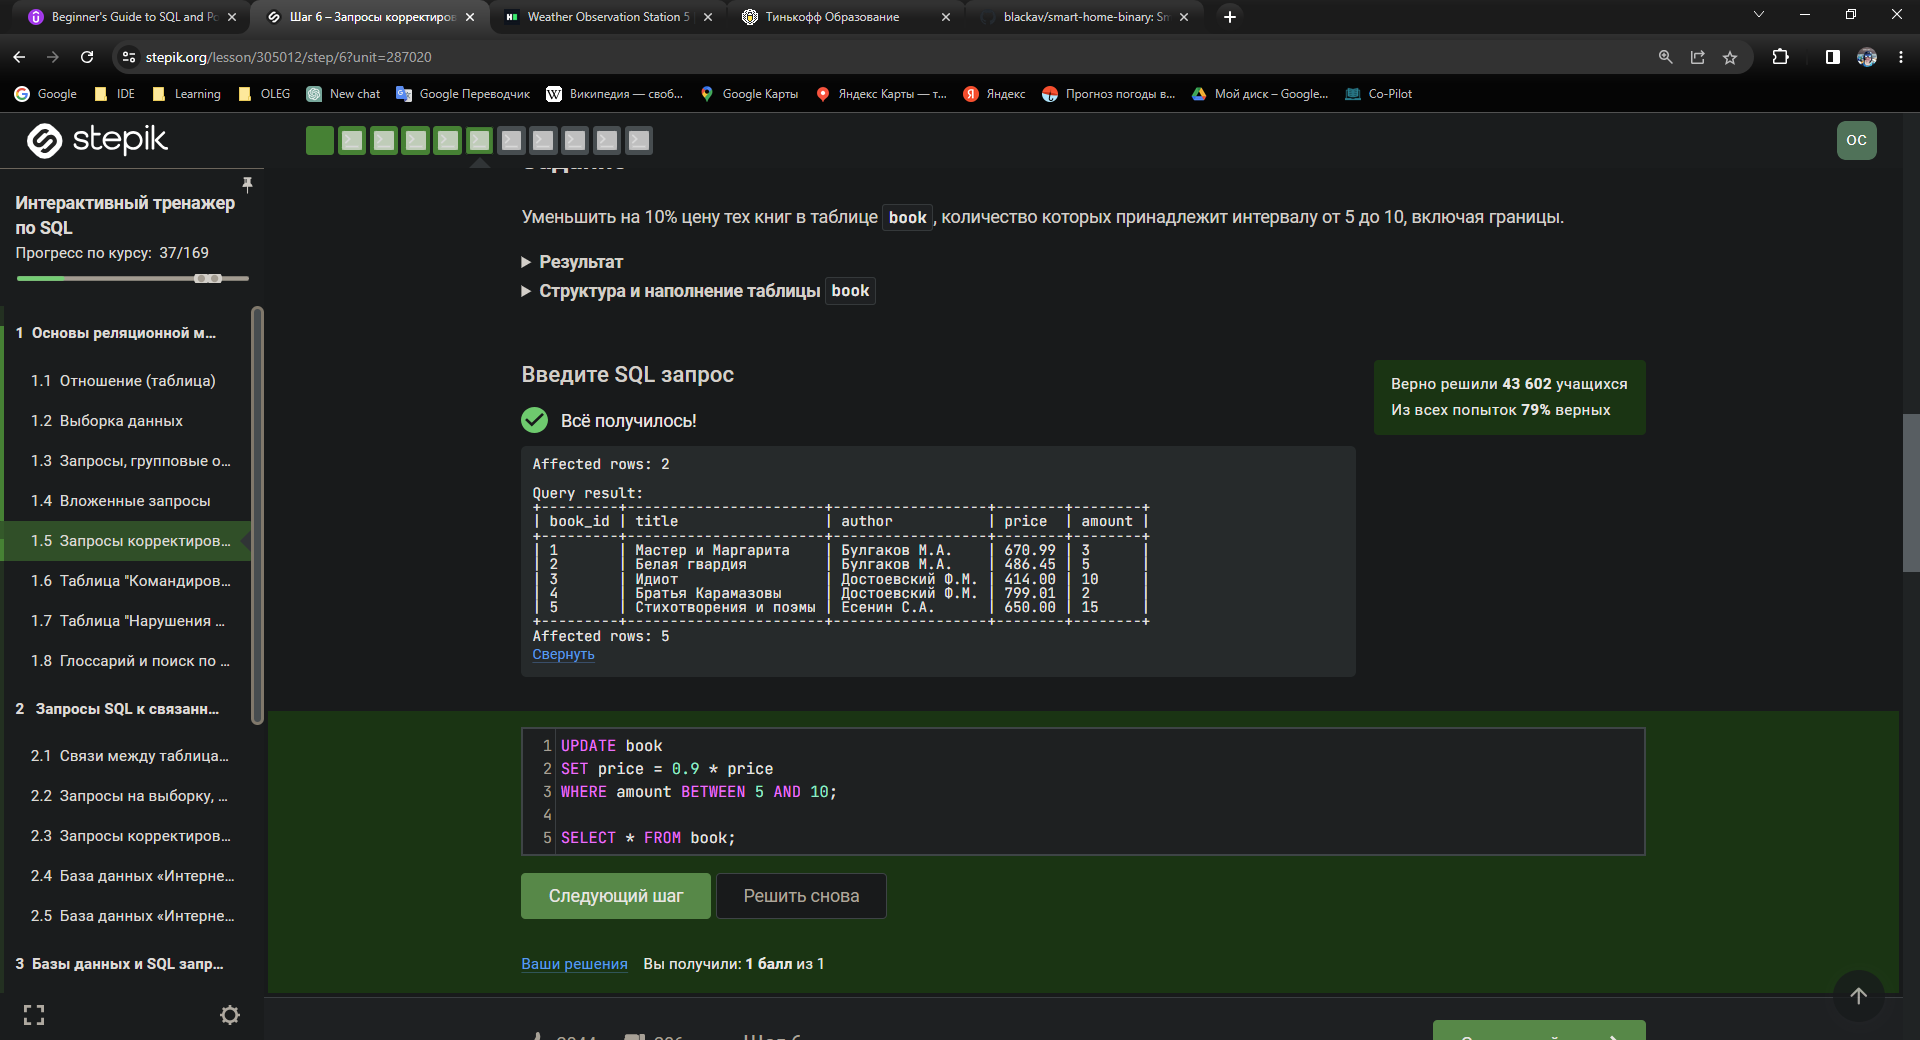 Beginner's Guide to SQL and Po
Шаг 6 – Запросы корректиров
Weather Observation Station 5
Тинькофф Образование
blackav/smart-home-binary: Sm
stepik.org/lesson/305012/step/6?unit=287020
Google
IDE
Learning
OLEG
New chat
Google Переводчик
Википедия — своб...
Google Карты
Яндекс Карты — т...
Яндекс
Прогноз погоды в...
Мой диск – Google...
Co-Pilot
stepik
OC
Интерактивный тренажер
по SQL
Прогресс по курсу: 37/169
1 Основы реляционной м...
1.1 Отношение (таблица)
1.2 Выборка данных
1.3 Запросы, групповые о...
1.4 Вложенные запросы
1.5 Запросы корректиров...
1.6 Таблица "Командиров...
1.7 Таблица "Нарушения ...
1.8 Глоссарий и поиск по ...
2 Запросы SQL к связанн...
2.1 Связи между таблица...
2.2 Запросы на выборку, ...
2.3 Запросы корректиров...
2.4 База данных «Интерне...
2.5 База данных «Интерне...
3 Базы данных и SQL запр...
Уменьшить на 10% цену тех книг в таблице book, количество которых принадлежит интервалу от 5 до 10, включая границы.
Результат
Структура и наполнение таблицы book
Введите SQL запрос
Всё получилось!
Верно решили 43 602 учащихся
Из всех попыток 79% верных
Affected rows: 2
Query result:
+---------+-----------------------+------------------+--------+--------+
| book_id | title                 | author           | price  | amount |
+---------+-----------------------+------------------+--------+--------+
| 1       | Мастер и Маргарита    | Булгаков М.А.    | 670.99 | 3      |
| 2       | Белая гвардия         | Булгаков М.А.    | 486.45 | 5      |
| 3       | Идиот                 | Достоевский Ф.М. | 414.00 | 10     |
| 4       | Братья Карамазовы     | Достоевский Ф.М. | 799.01 | 2      |
| 5       | Стихотворения и поэмы | Есенин С.А.      | 650.00 | 15     |
+---------+-----------------------+------------------+--------+--------+
Affected rows: 5
Свернуть
1 UPDATE book
2 SET price = 0.9 * price
3 WHERE amount BETWEEN 5 AND 10;
4
5 SELECT * FROM book;
Следующий шаг
Решить снова
Ваши решения
Вы получили: 1 балл из 1